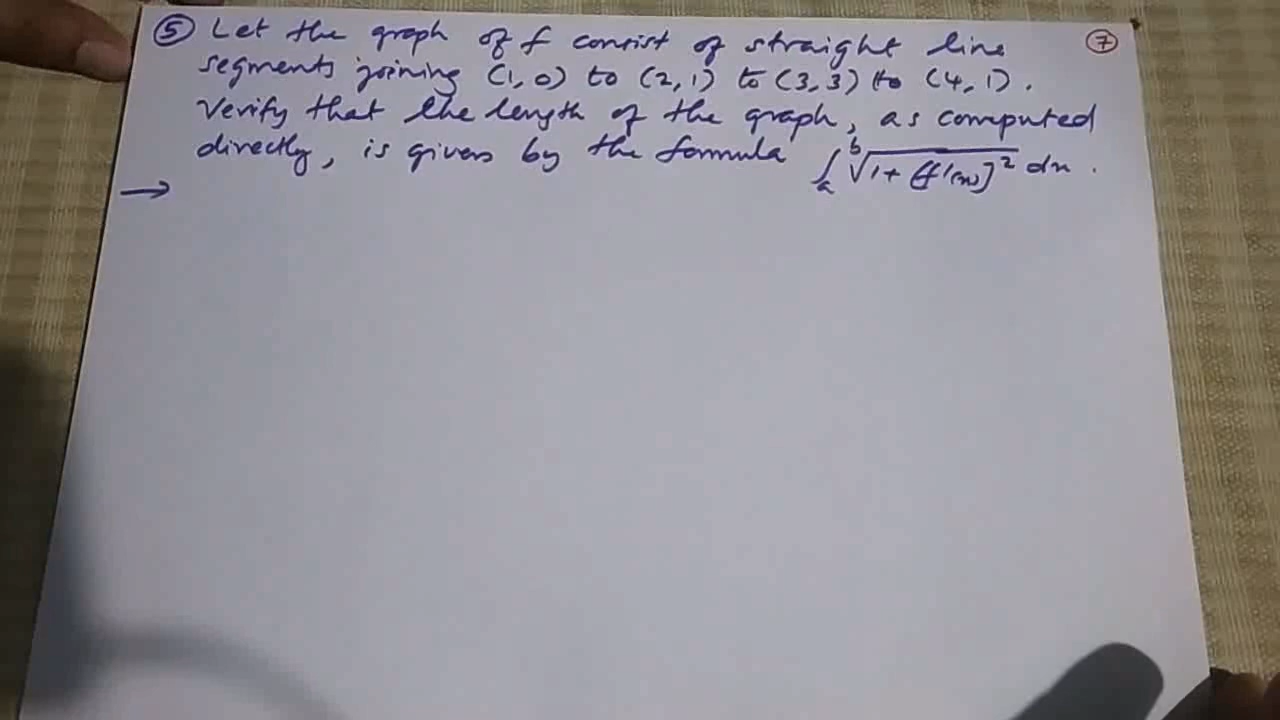 ⑤ Let the graph of f consist of straight line ⑦
segments joining (1,0) to (2,1) to (3,3) to (4,1).
Verify that the length of the graph, as computed
directly, is given by the formula ∫ₐᵇ √(1+[f'(x)]²) dx.
→